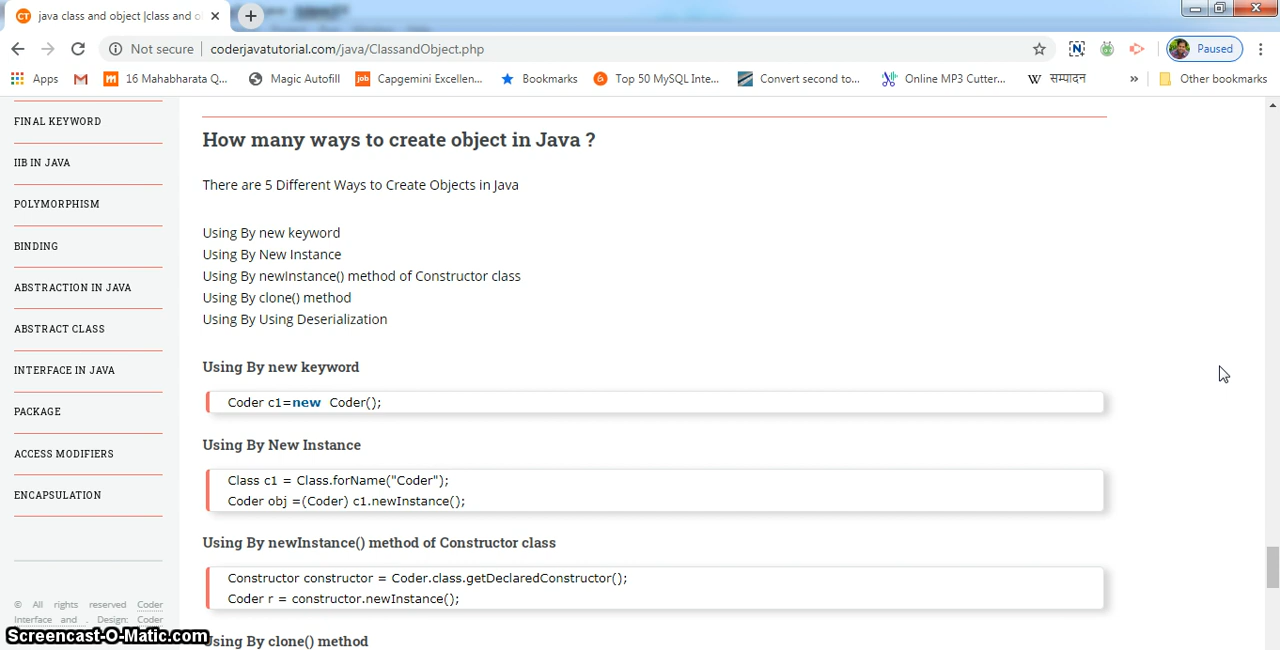 java class and object |class and o
Not secure | coderjavatutorial.com/java/ClassandObject.php
Paused
Apps
16 Mahabharata Q...
Magic Autofill
job
Capgemini Excellen...
Bookmarks
Top 50 MySQL Inte...
Convert second to...
Online MP3 Cutter...
W सम्पादन
»
Other bookmarks
FINAL KEYWORD
IIB IN JAVA
POLYMORPHISM
BINDING
ABSTRACTION IN JAVA
ABSTRACT CLASS
INTERFACE IN JAVA
PACKAGE
ACCESS MODIFIERS
ENCAPSULATION
© All rights reserved Coder
Interface and . Design: Coder
How many ways to create object in Java ?
There are 5 Different Ways to Create Objects in Java
Using By new keyword
Using By New Instance
Using By newInstance() method of Constructor class
Using By clone() method
Using By Using Deserialization
Using By new keyword
Coder c1=new Coder();
Using By New Instance
Class c1 = Class.forName("Coder");
Coder obj =(Coder) c1.newInstance();
Using By newInstance() method of Constructor class
Constructor constructor = Coder.class.getDeclaredConstructor();
Coder r = constructor.newInstance();
Using By clone() method
Screencast-O-Matic.com